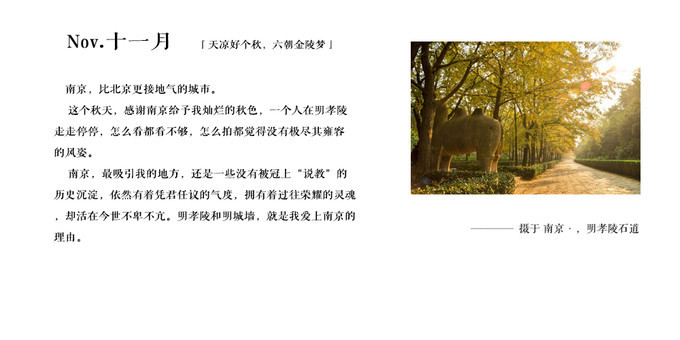 Nov.十一月 「天凉好个秋，六朝金陵梦」
南京，比北京更接地气的城市。
这个秋天，感谢南京给予我灿烂的秋色，一个人在明孝陵
走走停停，怎么看都看不够，怎么拍都觉得没有极尽其雍容
的风姿。
南京，最吸引我的地方，还是一些没有被冠上“说教”的
历史沉淀，依然有着凭君任议的气度，拥有着过往荣耀的灵魂
，却活在今世不卑不亢。明孝陵和明城墙，就是我爱上南京的
理由。
———— 摄于 南京 · ，明孝陵石道